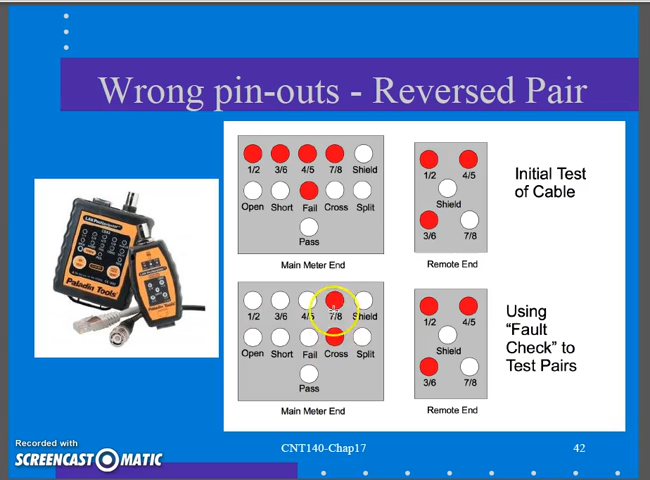 Wrong pin-outs - Reversed Pair
1/2 3/6 4/5 7/8 Shield
Open Short Fail Cross Split
Pass
Main Meter End
1/2 4/5
Shield
3/6 7/8
Remote End
Initial Test
of Cable
1/2 3/6 4/5 7/8 Shield
Open Short Fail Cross Split
Pass
Main Meter End
1/2 4/5
Shield
3/6 7/8
Remote End
Using
"Fault
Check" to
Test Pairs
Paladin Tools
Paladin Tools
Recorded with
SCREENCAST-O-MATIC
CNT140-Chap17
42